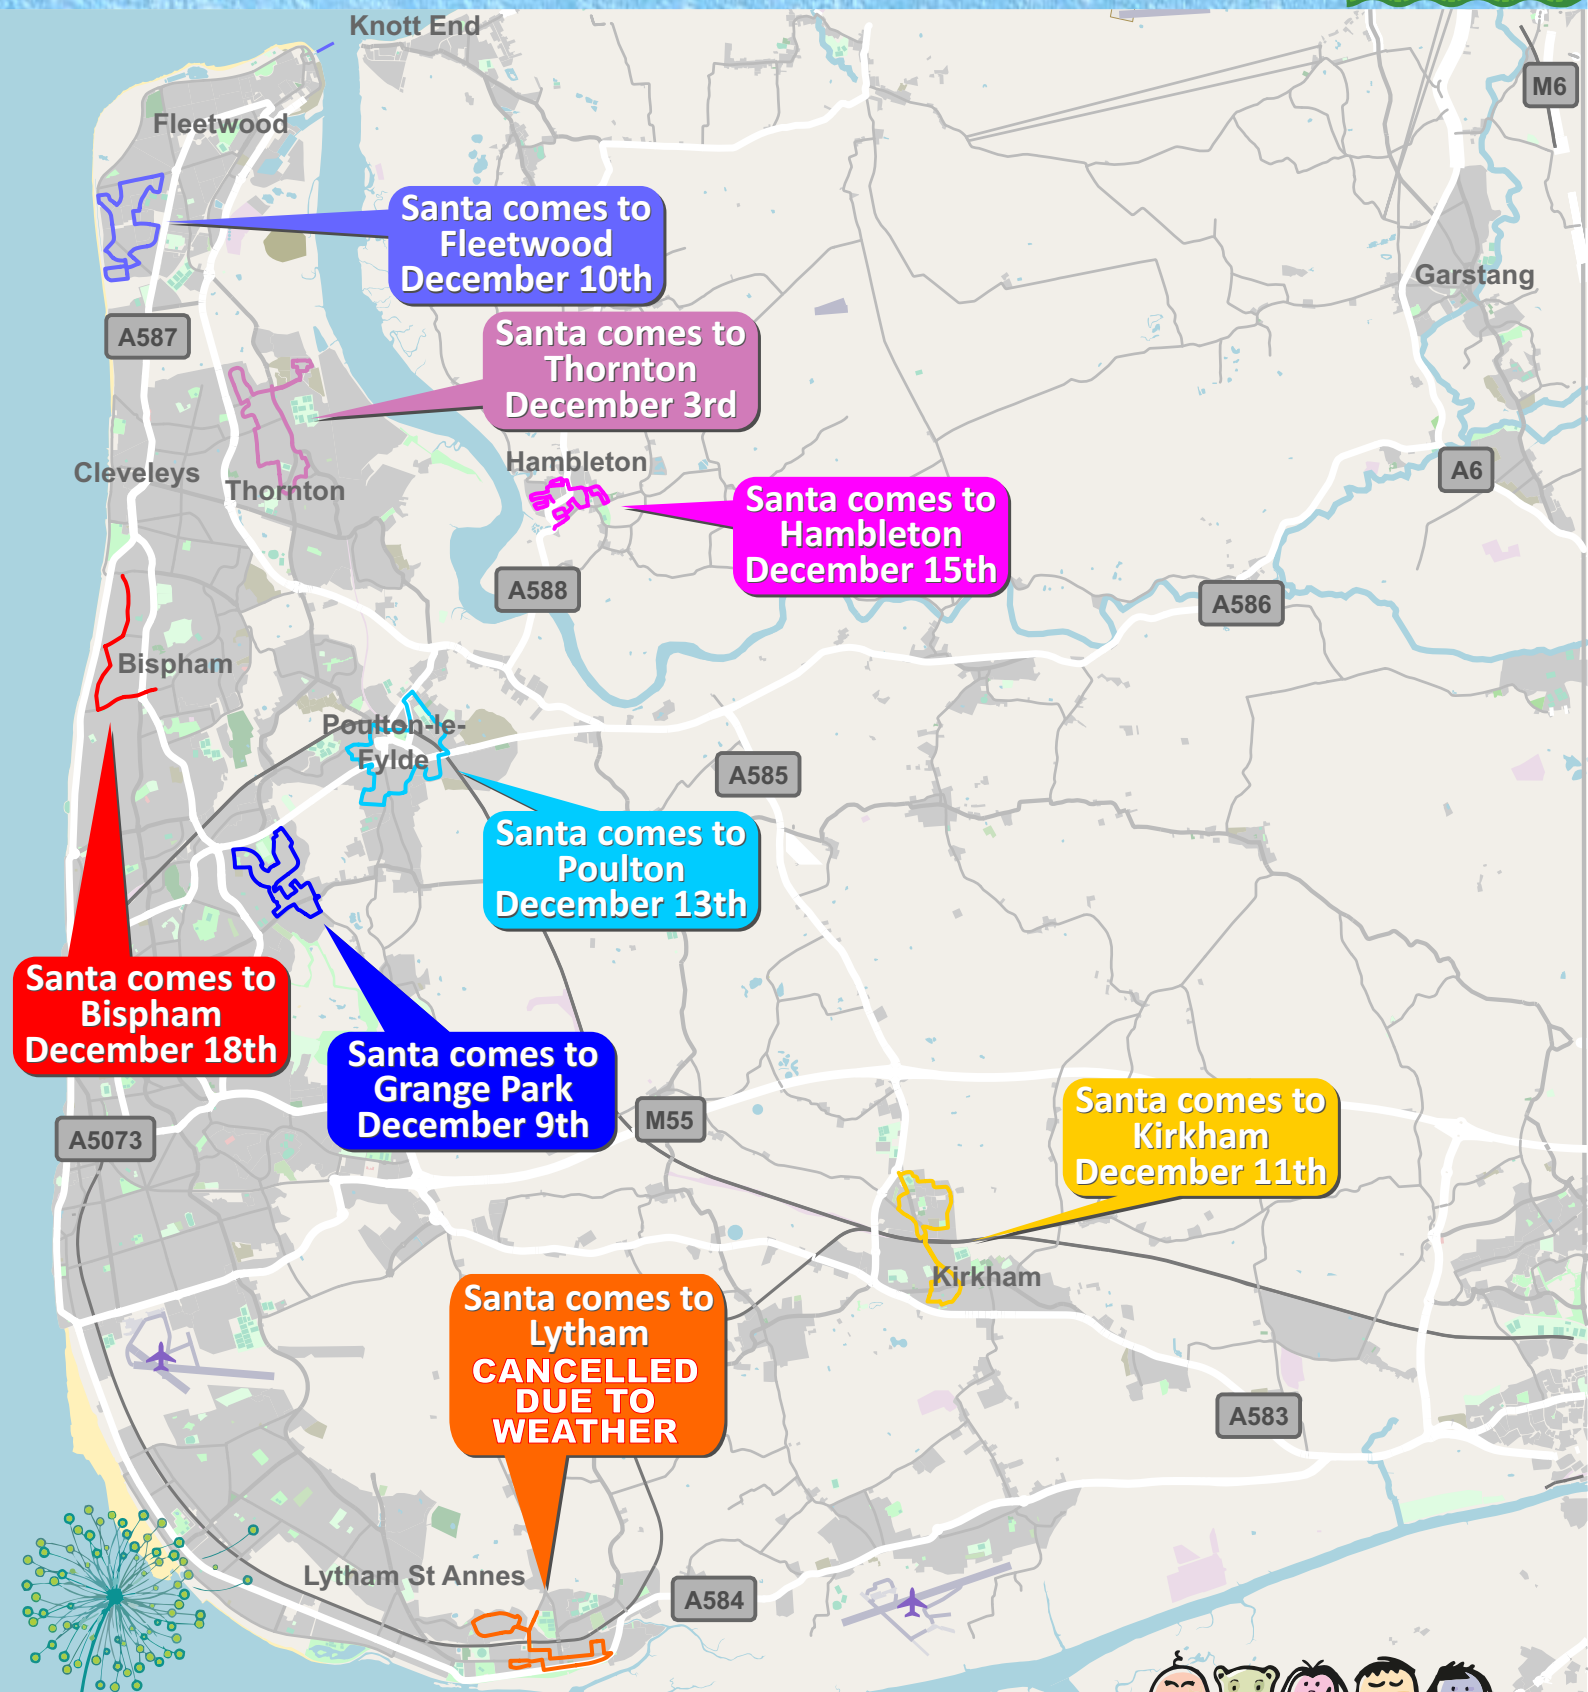 Knott End
M6
Fleetwood
Santa comes to
Fleetwood
December 10th
Garstang
A587
Santa comes to
Thornton
December 3rd
Cleveleys
Thornton
Hambleton
A6
Santa comes to
Hambleton
December 15th
A588
A586
Bispham
Poulton-le-
Fylde
A585
Santa comes to
Poulton
December 13th
Santa comes to
Bispham
December 18th
Santa comes to
Grange Park
December 9th
A5073
M55
Santa comes to
Kirkham
December 11th
Kirkham
Santa comes to
Lytham
CANCELLED
DUE TO
WEATHER
A583
Lytham St Annes
A584